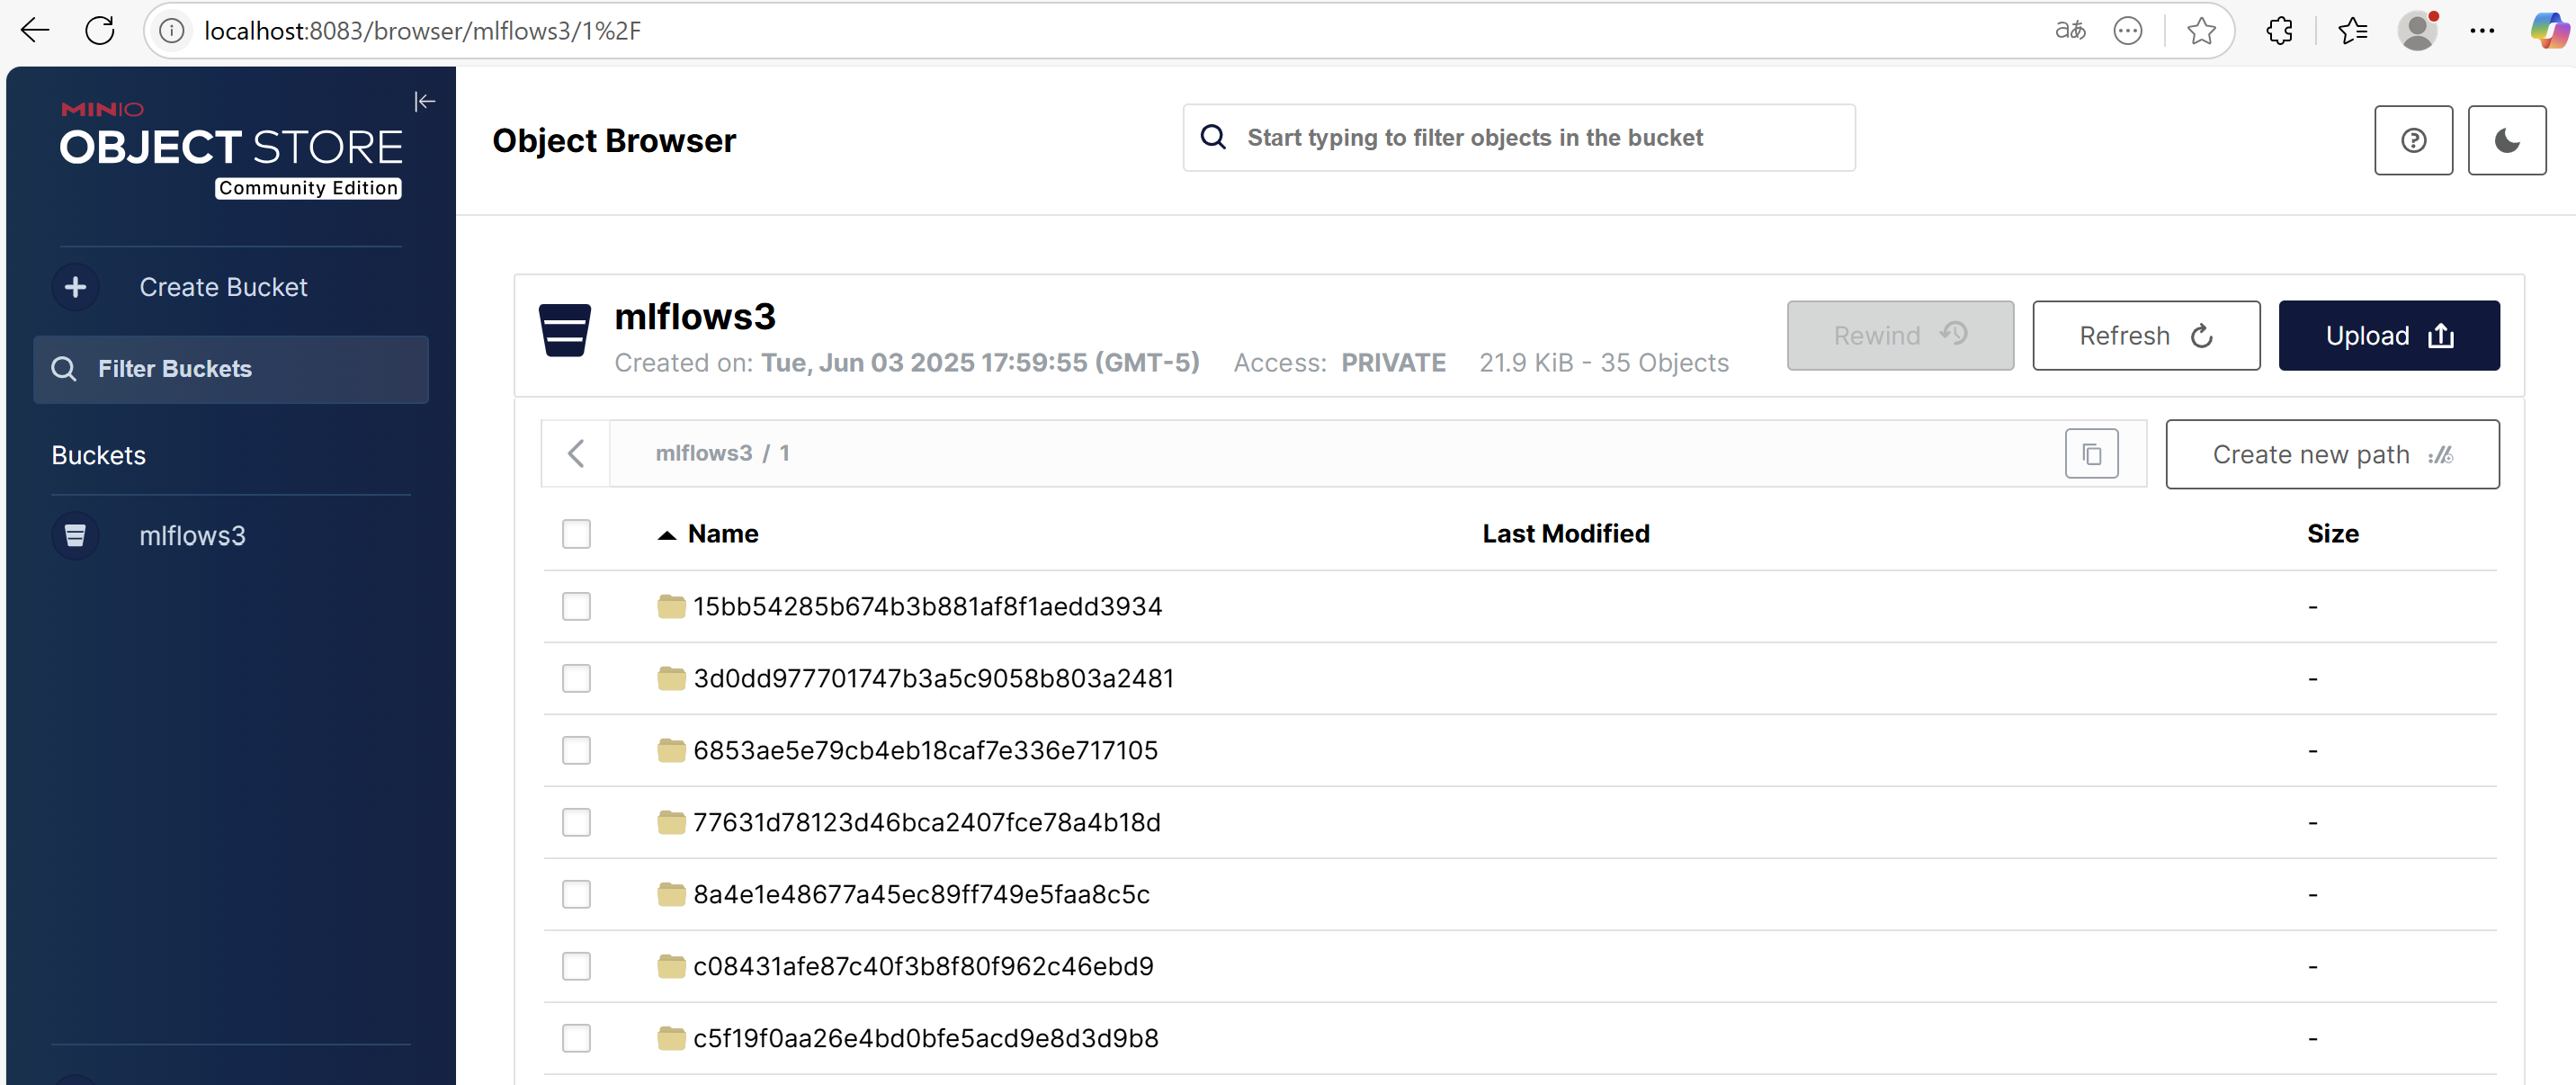 localhost:8083/browser/mlflows3/1%2F
aあ
MINIO
OBJECT STORE
Community Edition
Create Bucket
Filter Buckets
Buckets
mlflows3
Object Browser
Start typing to filter objects in the bucket
mlflows3
Created on: Tue, Jun 03 2025 17:59:55 (GMT-5) Access: PRIVATE 21.9 KiB - 35 Objects
Rewind
Refresh
Upload
mlflows3 / 1
Create new path
Name Last Modified Size
15bb54285b674b3b881af8f1aedd3934 -
3d0dd977701747b3a5c9058b803a2481 -
6853ae5e79cb4eb18caf7e336e717105 -
77631d78123d46bca2407fce78a4b18d -
8a4e1e48677a45ec89ff749e5faa8c5c -
c08431afe87c40f3b8f80f962c46ebd9 -
c5f19f0aa26e4bd0bfe5acd9e8d3d9b8 -